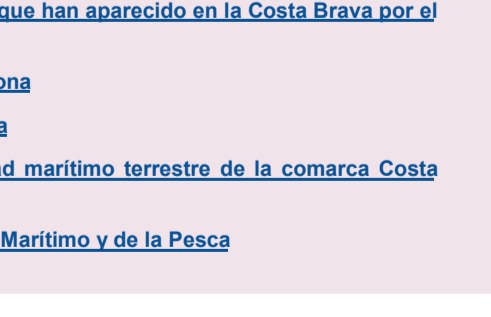 que han aparecido en la Costa Brava por el
ona
a
ad marítimo terrestre de la comarca Costa
Marítimo y de la Pesca